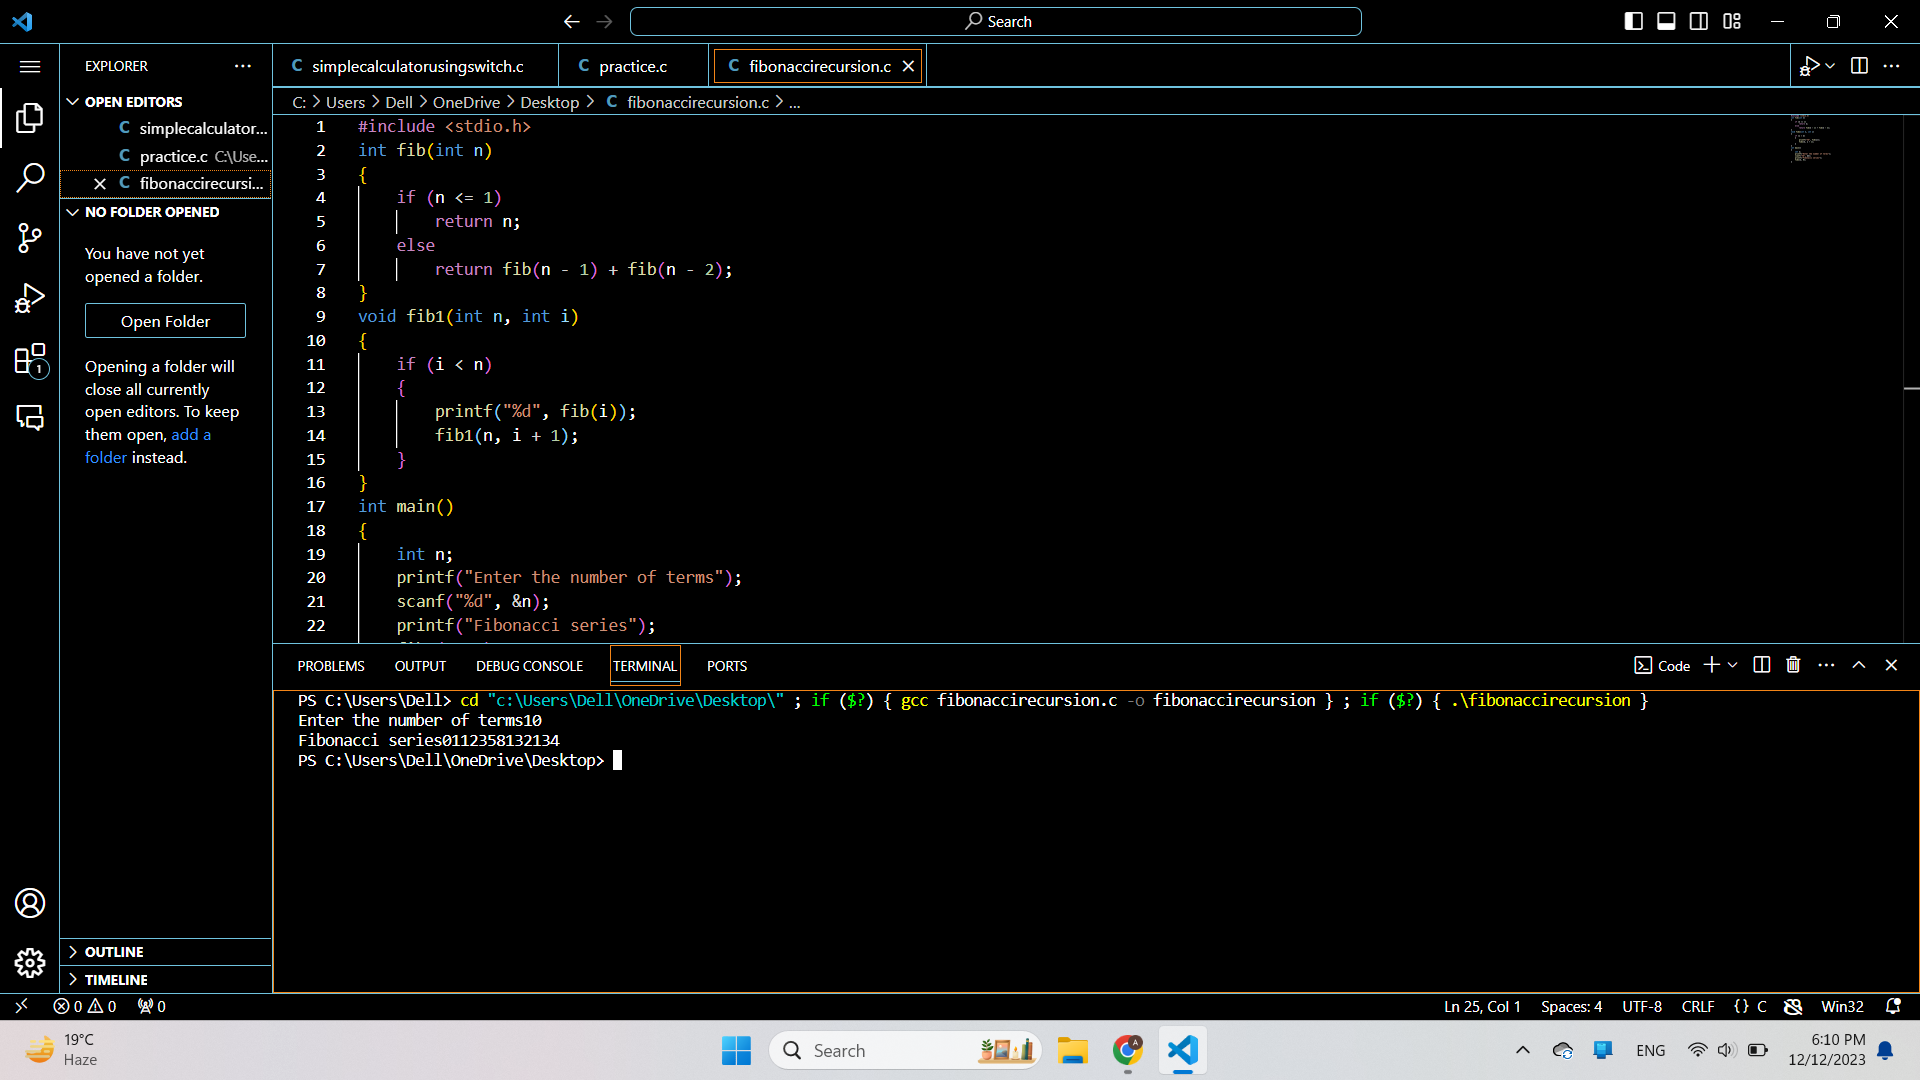 Search
EXPLORER
OPEN EDITORS
C simplecalculator...
C practice.c C:\Use...
C fibonaccirecursi...
NO FOLDER OPENED
You have not yet
opened a folder.
Open Folder
Opening a folder will
close all currently
open editors. To keep
them open, add a
folder instead.
OUTLINE
TIMELINE
1
C simplecalculatorusingswitch.c
C practice.c
C fibonaccirecursion.c
C: > Users > Dell > OneDrive > Desktop > C fibonaccirecursion.c > ...
1 #include <stdio.h>
2 int fib(int n)
3 {
4 if (n <= 1)
5 return n;
6 else
7 return fib(n - 1) + fib(n - 2);
8 }
9 void fib1(int n, int i)
10 {
11 if (i < n)
12 {
13 printf("%d", fib(i));
14 fib1(n, i + 1);
15 }
16 }
17 int main()
18 {
19 int n;
20 printf("Enter the number of terms");
21 scanf("%d", &n);
22 printf("Fibonacci series");
PROBLEMS OUTPUT DEBUG CONSOLE TERMINAL PORTS
Code
PS C:\Users\Dell> cd "c:\Users\Dell\OneDrive\Desktop\" ; if ($?) { gcc fibonaccirecursion.c -o fibonaccirecursion } ; if ($?) { .\fibonaccirecursion }
Enter the number of terms10
Fibonacci series0112358132134
PS C:\Users\Dell\OneDrive\Desktop>
0 0 0
Ln 25, Col 1 Spaces: 4 UTF-8 CRLF {} C Win32
19°C
Haze
Search
A
ENG
6:10 PM
12/12/2023